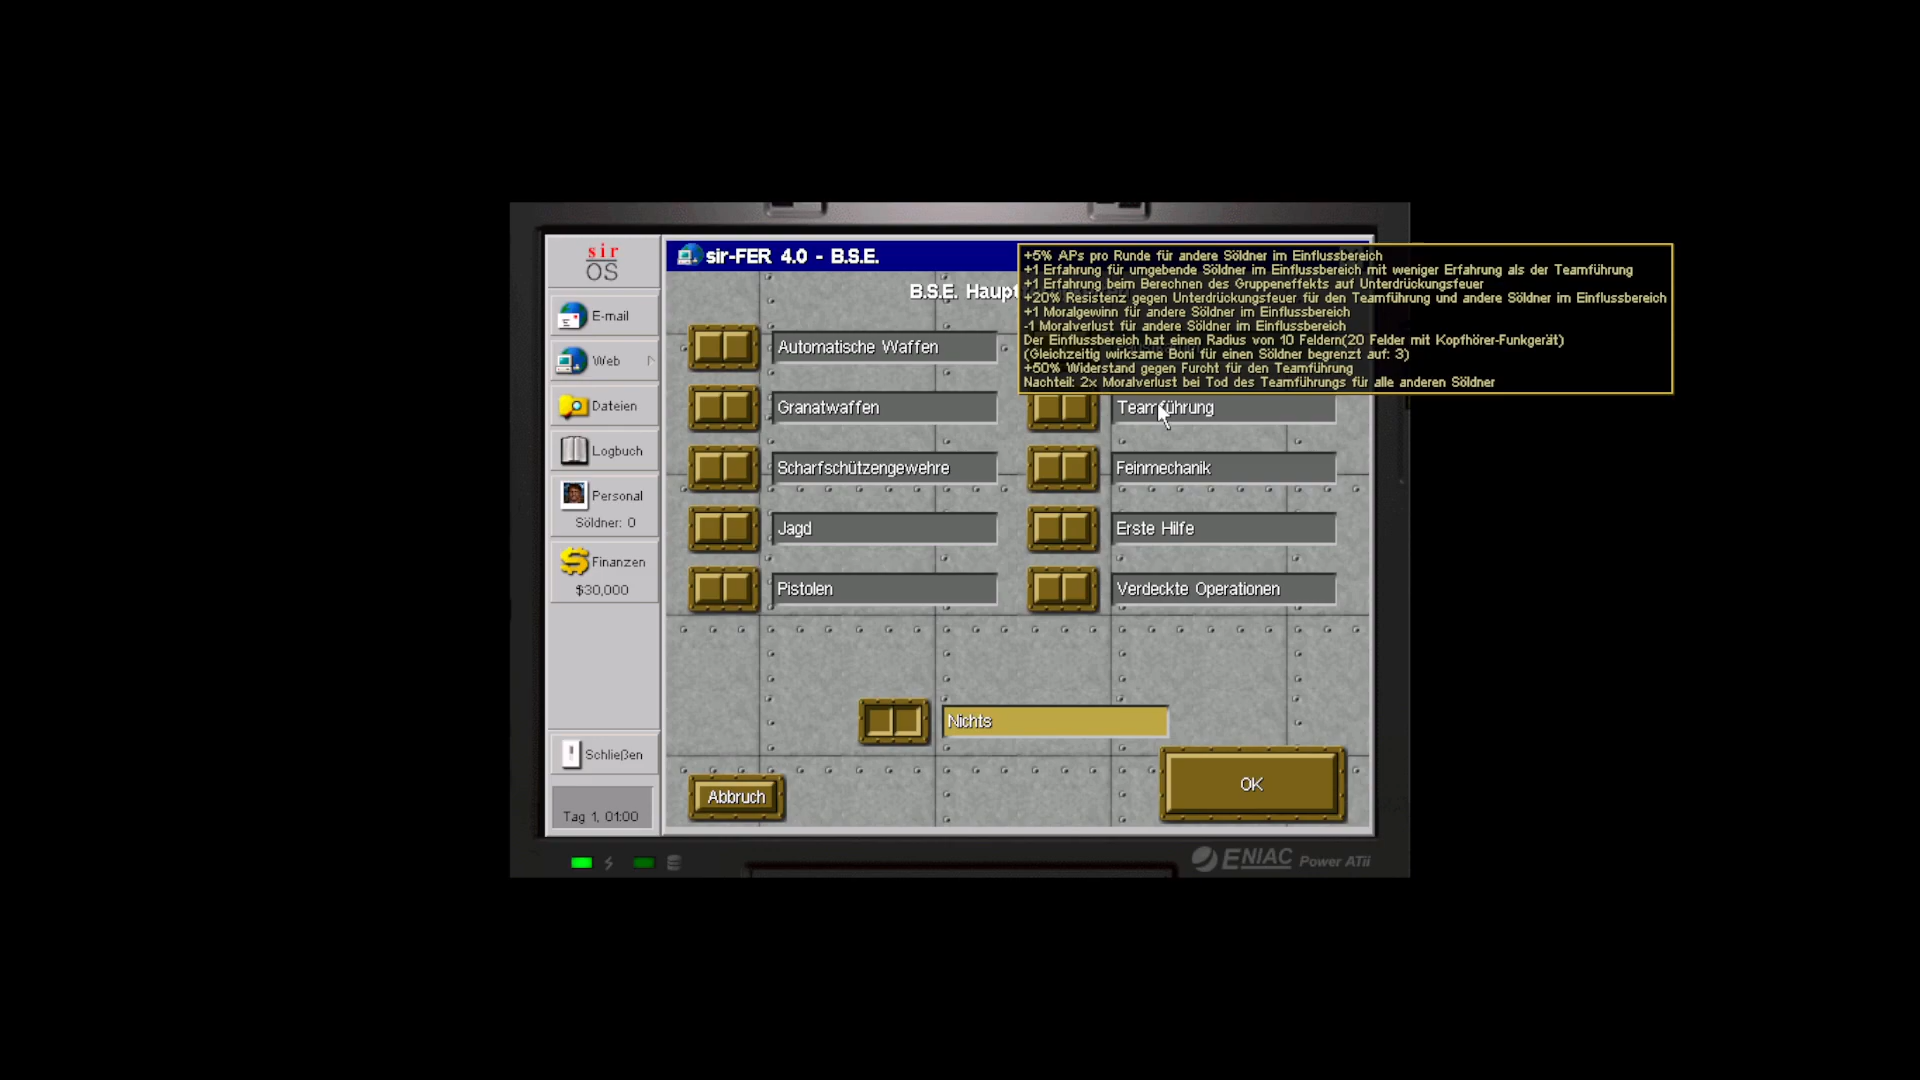 sir
OS
E-mail
Web
Dateien
Logbuch
Personal
Söldner: 0
Finanzen
$30,000
Schließen
Tag 1, 01:00
sir-FER 4.0 - B.S.E.
B.S.E. Haupt
+5% APs pro Runde für andere Söldner im Einflussbereich
+1 Erfahrung für umgebende Söldner im Einflussbereich mit weniger Erfahrung als der Teamführung
+1 Erfahrung beim Berechnen des Gruppeneffekts auf Unterdrückungsfeuer
+20% Resistenz gegen Unterdrückungsfeuer für den Teamführung und andere Söldner im Einflussbereich
+1 Moralgewinn für andere Söldner im Einflussbereich
-1 Moralverlust für andere Söldner im Einflussbereich
Der Einflussbereich hat einen Radius von 10 Feldern(20 Felder mit Kopfhörer-Funkgerät)
(Gleichzeitig wirksame Boni für einen Söldner begrenzt auf: 3)
+50% Widerstand gegen Furcht für den Teamführung
Nachteil: 2x Moralverlust bei Tod des Teamführungs für alle anderen Söldner
Automatische Waffen
Granatwaffen
Teamführung
Scharfschützengewehre
Feinmechanik
Jagd
Erste Hilfe
Pistolen
Verdeckte Operationen
Nichts
Abbruch
OK
ENIAC Power ATii